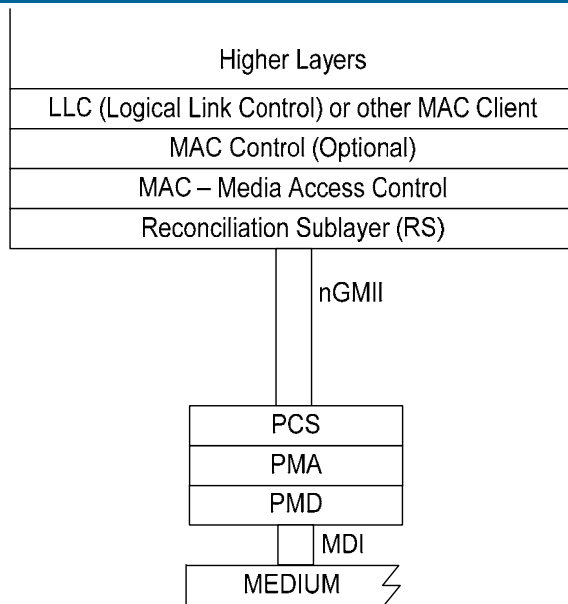 Higher Layers
LLC (Logical Link Control) or other MAC Client
MAC Control (Optional)
MAC – Media Access Control
Reconciliation Sublayer (RS)
nGMII
PCS
PMA
PMD
MDI
MEDIUM